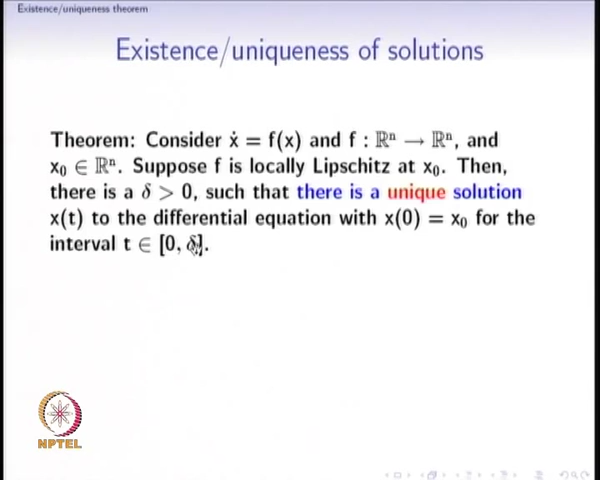 Existence/uniqueness theorem
Existence/uniqueness of solutions
Theorem: Consider ẋ = f(x) and f : ℝⁿ → ℝⁿ, and
x₀ ∈ ℝⁿ. Suppose f is locally Lipschitz at x₀. Then,
there is a δ > 0, such that there is a unique solution
x(t) to the differential equation with x(0) = x₀ for the
interval t ∈ [0, δ].
NPTEL